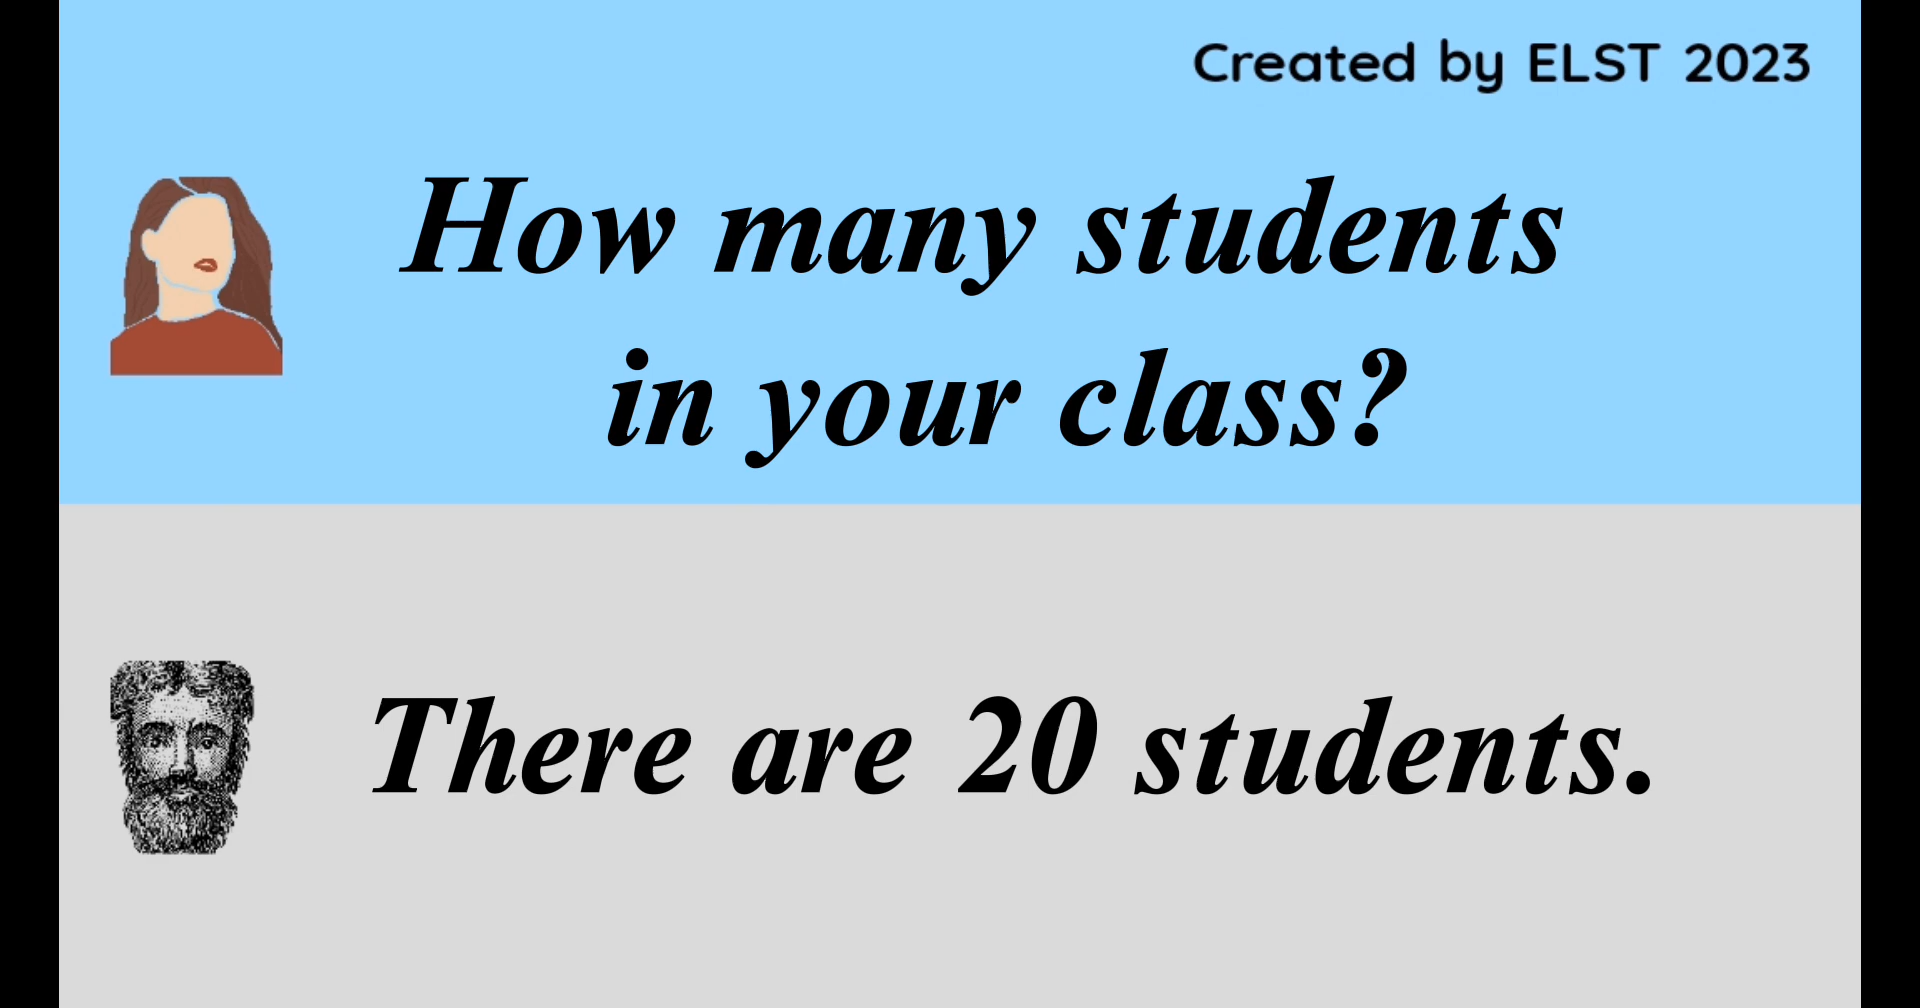 Created by ELST 2023
How many students
in your class?
There are 20 students.